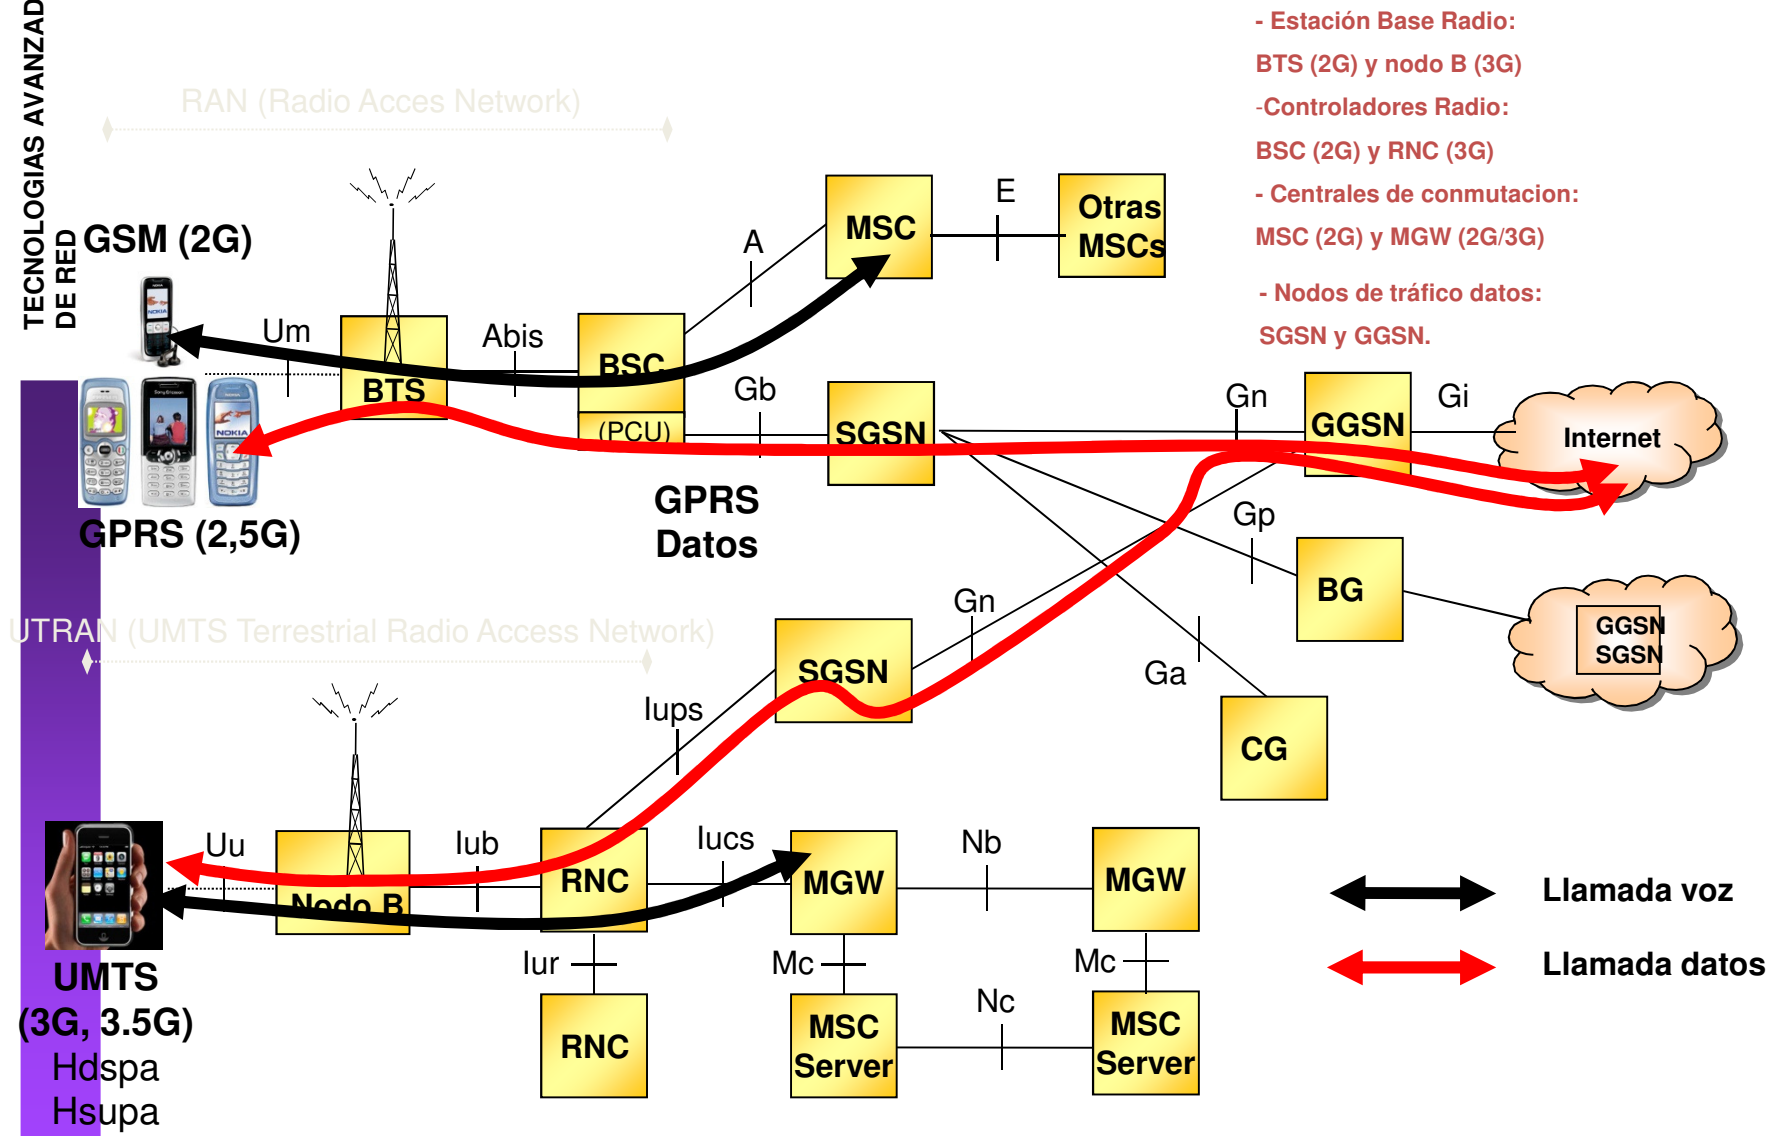 TECNOLOGIAS AVANZAD
DE RED
RAN (Radio Acces Network)
- Estación Base Radio:
BTS (2G) y nodo B (3G)
-Controladores Radio:
BSC (2G) y RNC (3G)
- Centrales de conmutacion:
MSC (2G) y MGW (2G/3G)
- Nodos de tráfico datos:
SGSN y GGSN.
GSM (2G)
Um
BTS
Abis
BSC
(PCU)
A
MSC
E
Otras
MSCs
Gb
SGSN
Gn
GGSN
Gi
Internet
NOKIA
GPRS (2,5G)
GPRS
Datos
Gp
BG
GGSN
SGSN
Ga
CG
UTRAN (UMTS Terrestrial Radio Access Network)
Gn
SGSN
Iups
Uu
Nodo B
Iub
RNC
Iucs
MGW
Nb
MGW
Iur
RNC
Mc
MSC
Server
Nc
Mc
MSC
Server
UMTS
(3G, 3.5G)
Hdspa
Hsupa
Llamada voz
Llamada datos